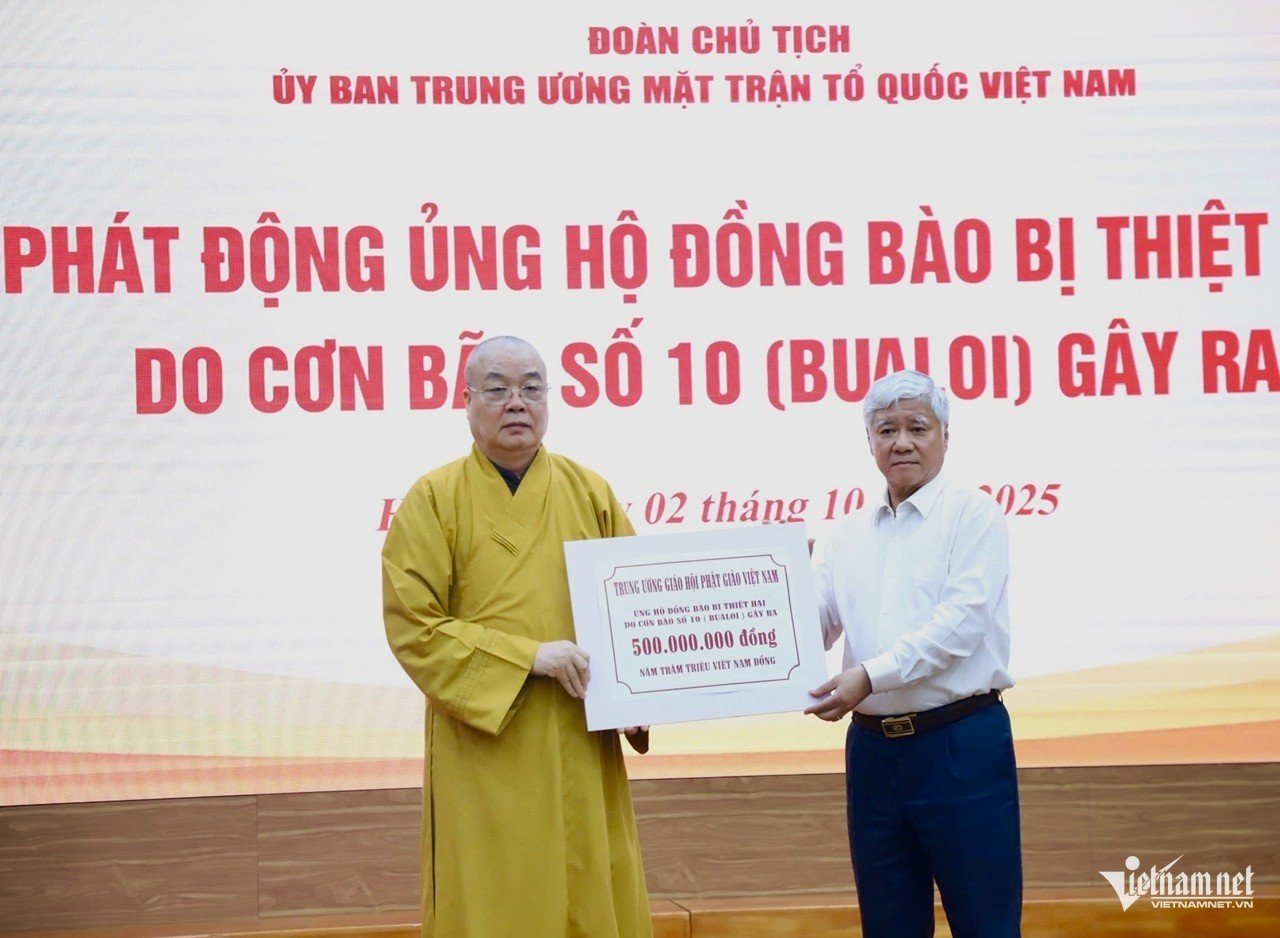 ĐOÀN CHỦ TỊCH
ỦY BAN TRUNG ƯƠNG MẶT TRẬN TỔ QUỐC VIỆT NAM
PHÁT ĐỘNG ỦNG HỘ ĐỒNG BÀO BỊ THIỆT
DO CƠN BÃ SỐ 10 (BUALOI) GÂY RA
02 tháng 10 2025
TRUNG ƯƠNG GIÁO HỘI PHẬT GIÁO VIỆT NAM
ỦNG HỘ ĐỒNG BÀO BỊ THIỆT HẠI
DO CƠN BÃO SỐ 10 ( BUALOI ) GÂY RA
500.000.000 đồng
NĂM TRĂM TRIỆU VIỆT NAM ĐỒNG
Vietnamnet
VIETNAMNET.VN